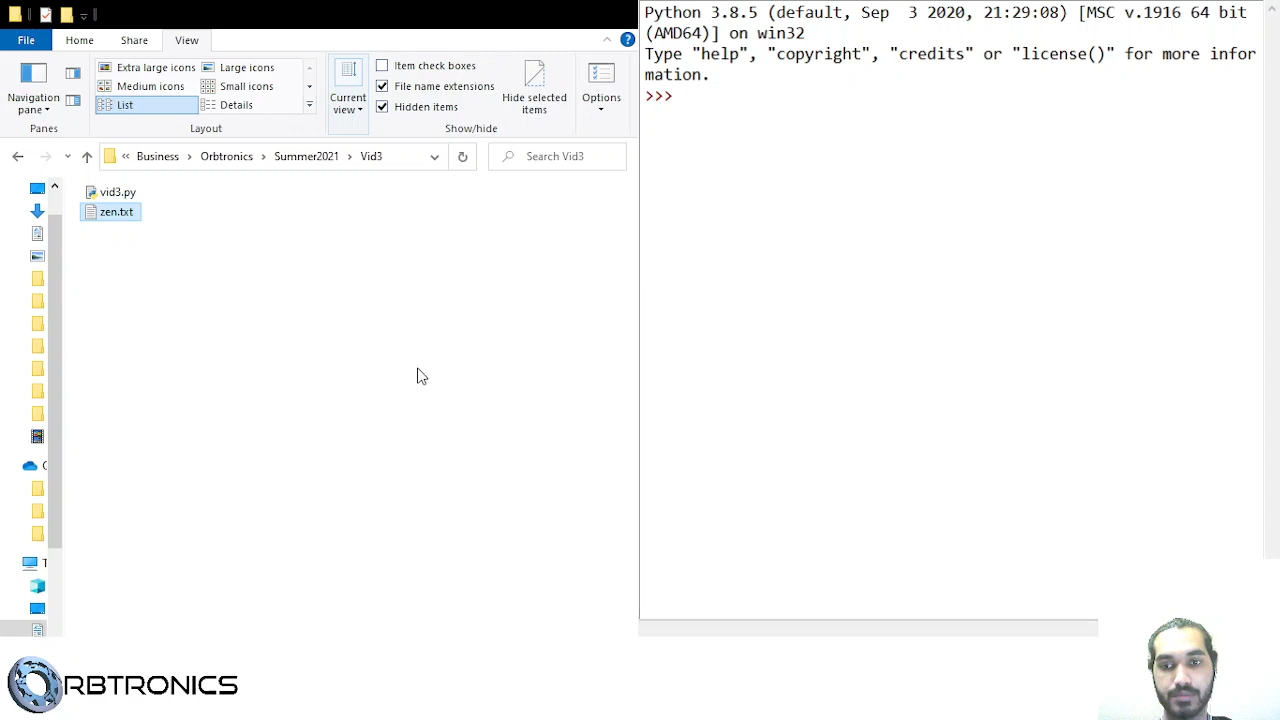 File Home Share View
Navigation pane
Extra large icons Large icons
Medium icons Small icons
List Details
Current view
Item check boxes
File name extensions
Hidden items
Hide selected items
Options
Panes Layout Show/hide
« Business › Orbtronics › Summer2021 › Vid3
Search Vid3
vid3.py
zen.txt
Python 3.8.5 (default, Sep  3 2020, 21:29:08) [MSC v.1916 64 bit
(AMD64)] on win32
Type "help", "copyright", "credits" or "license()" for more infor
mation.
>>>
ORBTRONICS